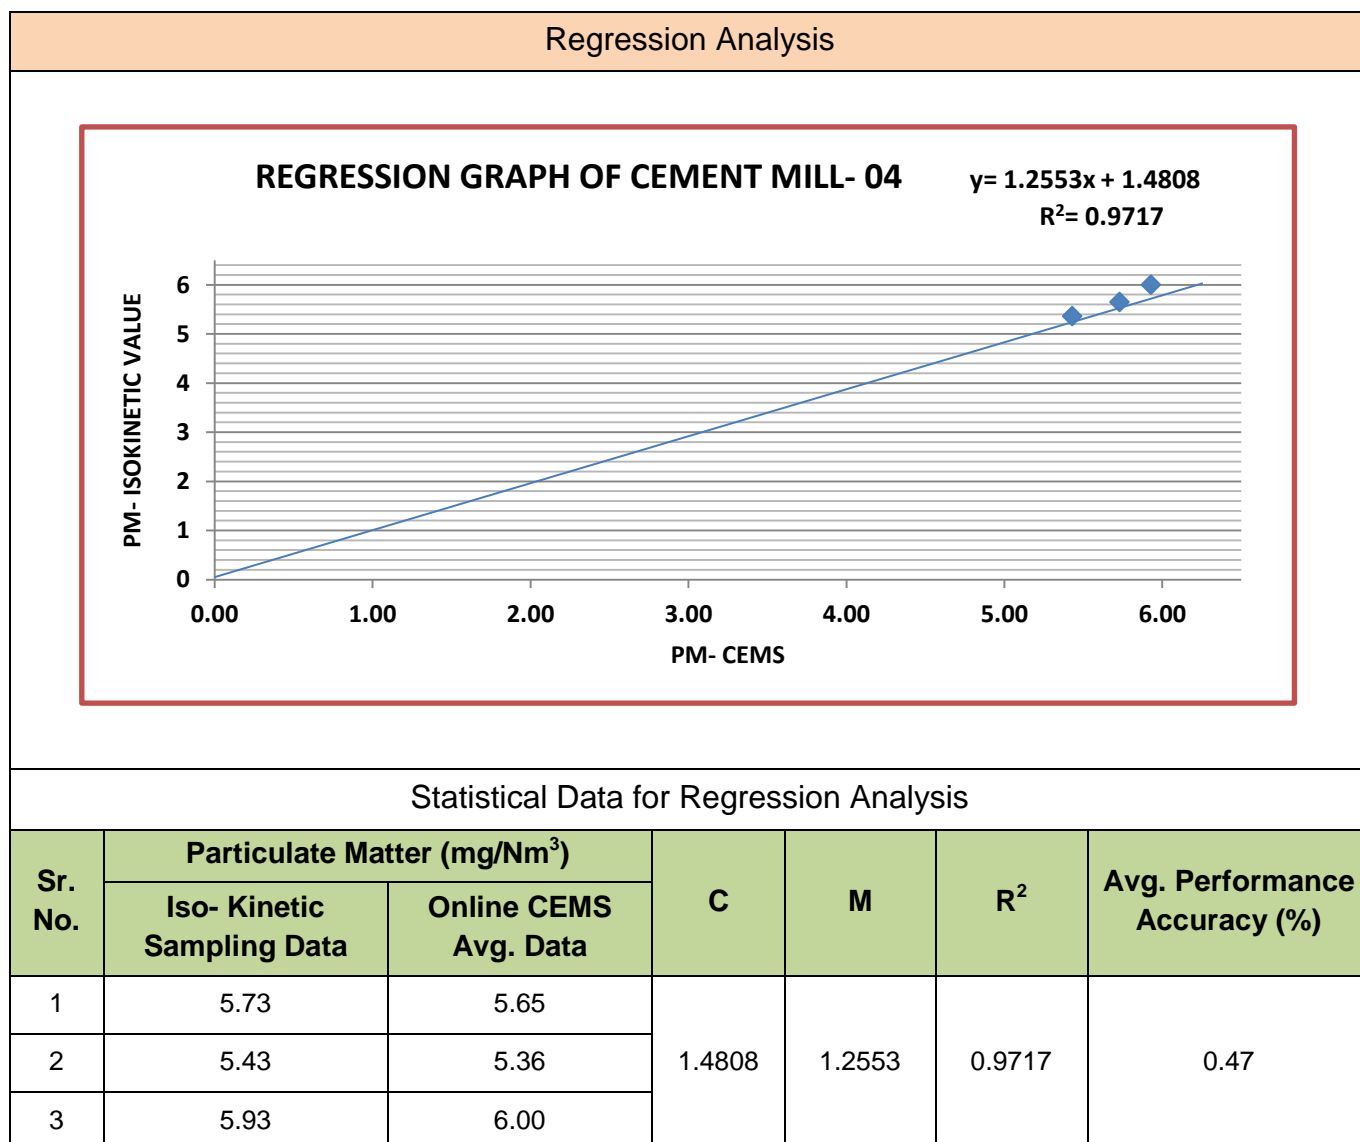 Regression Analysis
REGRESSION GRAPH OF CEMENT MILL- 04
y= 1.2553x + 1.4808
R²= 0.9717
PM- ISOKINETIC VALUE
6
5
4
3
2
1
0
0.00 1.00 2.00 3.00 4.00 5.00 6.00
PM- CEMS
Statistical Data for Regression Analysis
Sr. No.
Particulate Matter (mg/Nm³)
Iso- Kinetic
Sampling Data
Online CEMS
Avg. Data
C
M
R²
Avg. Performance
Accuracy (%)
1 5.73 5.65
2 5.43 5.36 1.4808 1.2553 0.9717 0.47
3 5.93 6.00